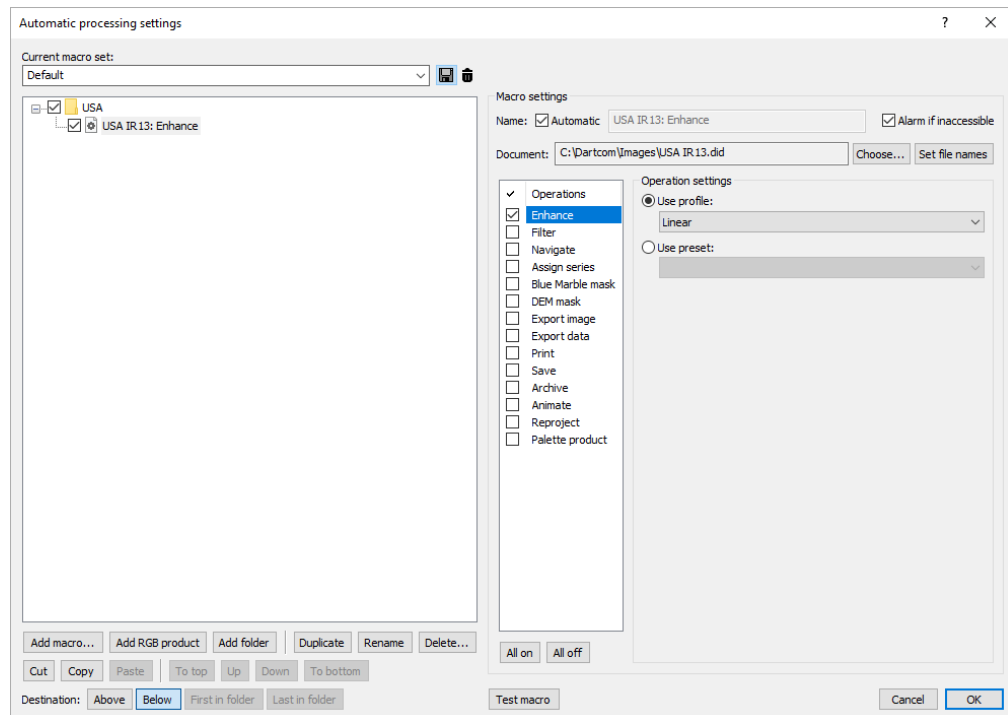 Automatic processing settings
Current macro set:
Default
USA
USA IR13: Enhance
Add macro... Add RGB product Add folder Duplicate Rename Delete...
Cut Copy Paste To top Up Down To bottom
Destination: Above Below First in folder Last in folder
Macro settings
Name: Automatic USA IR13: Enhance Alarm if inaccessible
Document: C:\Dartcom\Images\USA IR13.did Choose... Set file names
Operations
Enhance
Filter
Navigate
Assign series
Blue Marble mask
DEM mask
Export image
Export data
Print
Save
Archive
Animate
Reproject
Palette product
Operation settings
Use profile:
Linear
Use preset:
All on All off
Test macro Cancel OK